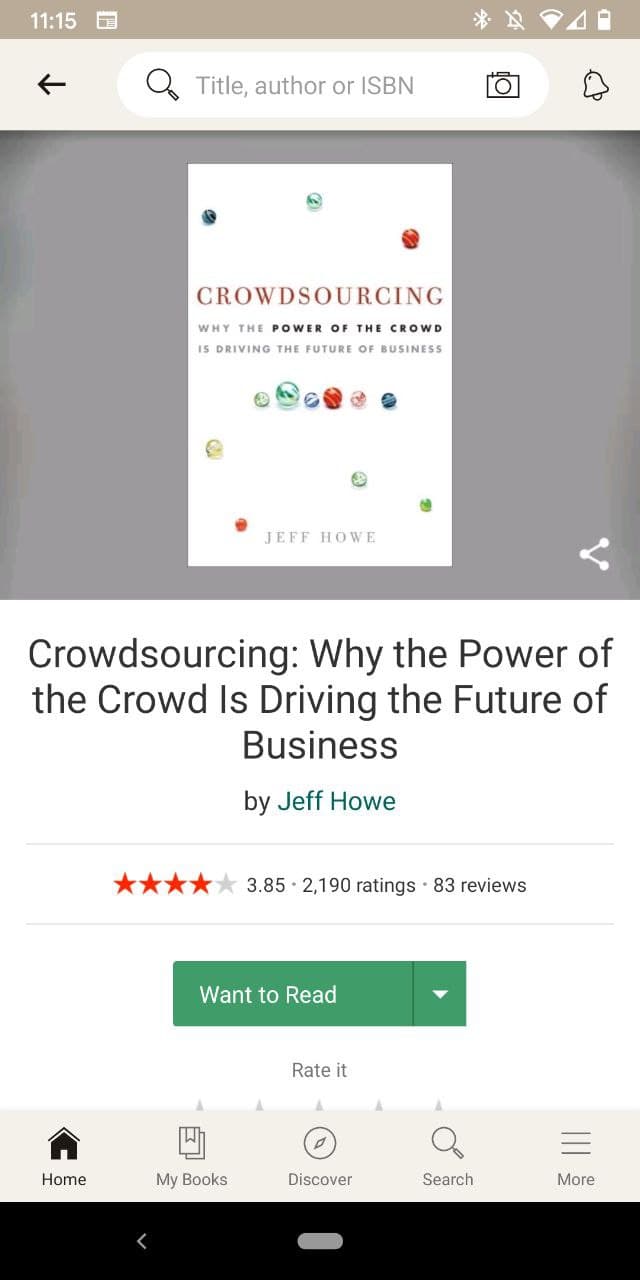 11:15
Title, author or ISBN
CROWDSOURCING
WHY THE POWER OF THE CROWD
IS DRIVING THE FUTURE OF BUSINESS
JEFF HOWE
Crowdsourcing: Why the Power of
the Crowd Is Driving the Future of
Business
by Jeff Howe
3.85 · 2,190 ratings · 83 reviews
Want to Read
Rate it
Home My Books Discover Search More